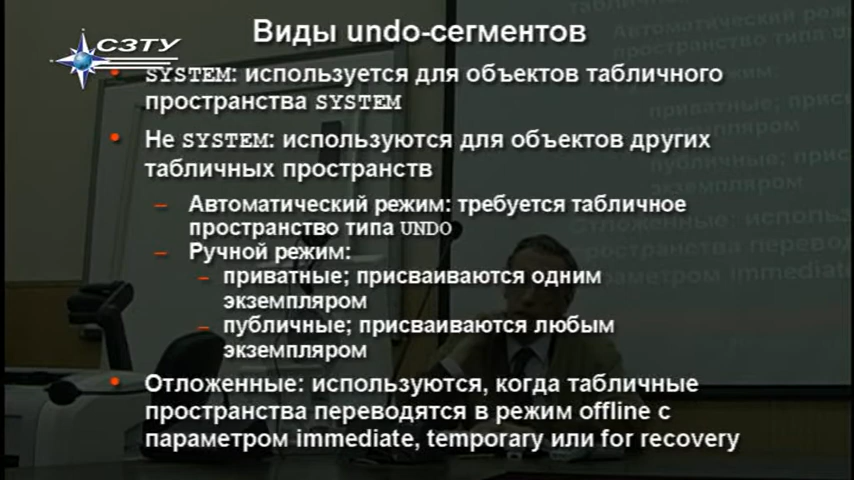 Виды undo-сегментов
СЗТУ
SYSTEM: используется для объектов табличного
пространства SYSTEM
Не SYSTEM: используются для объектов других
табличных пространств
Автоматический режим: требуется табличное
пространство типа UNDO
Ручной режим:
приватные; присваиваются одним
экземпляром
публичные; присваиваются любым
экземпляром
Отложенные: используются, когда табличные
пространства переводятся в режим offline с
параметром immediate, temporary или for recovery